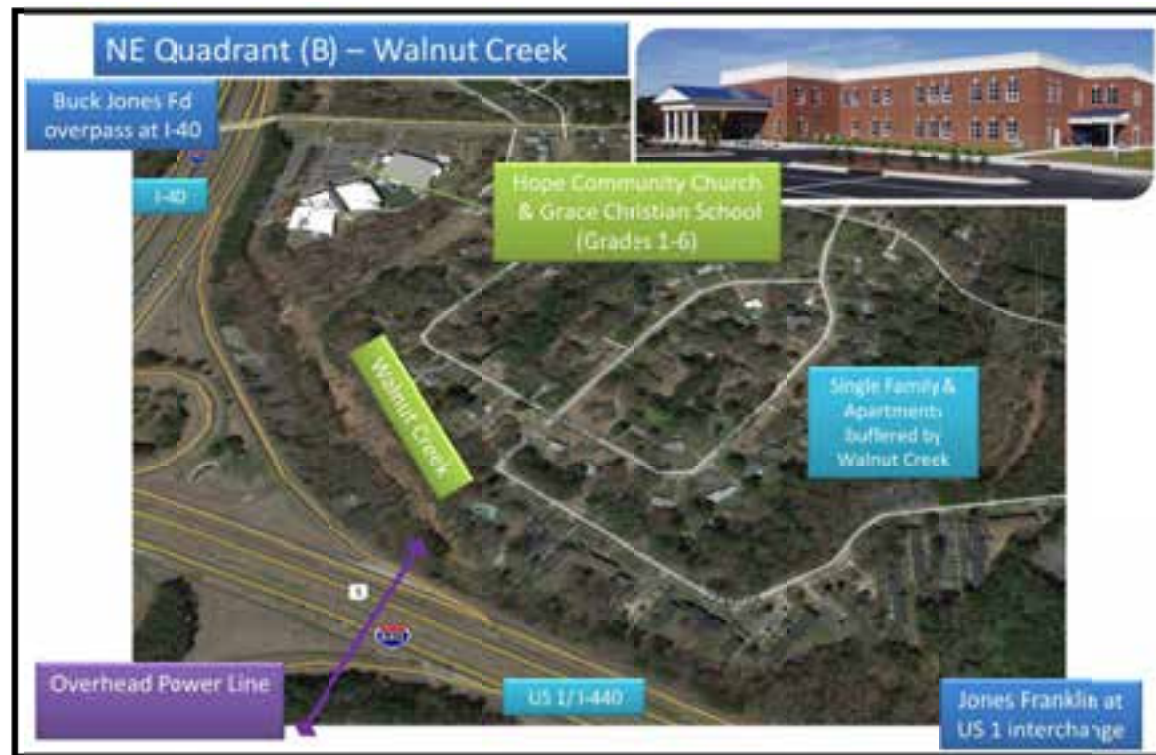 NE Quadrant (B) – Walnut Creek
Buck Jones Rd
overpass at I-40
I-40
Hope Community Church
& Grace Christian School
(Grades 1-6)
Walnut Creek
Single Family &
Apartments
buffered by
Walnut Creek
1
440
Overhead Power Line
US 1/ I-440
Jones Franklin at
US 1 interchange